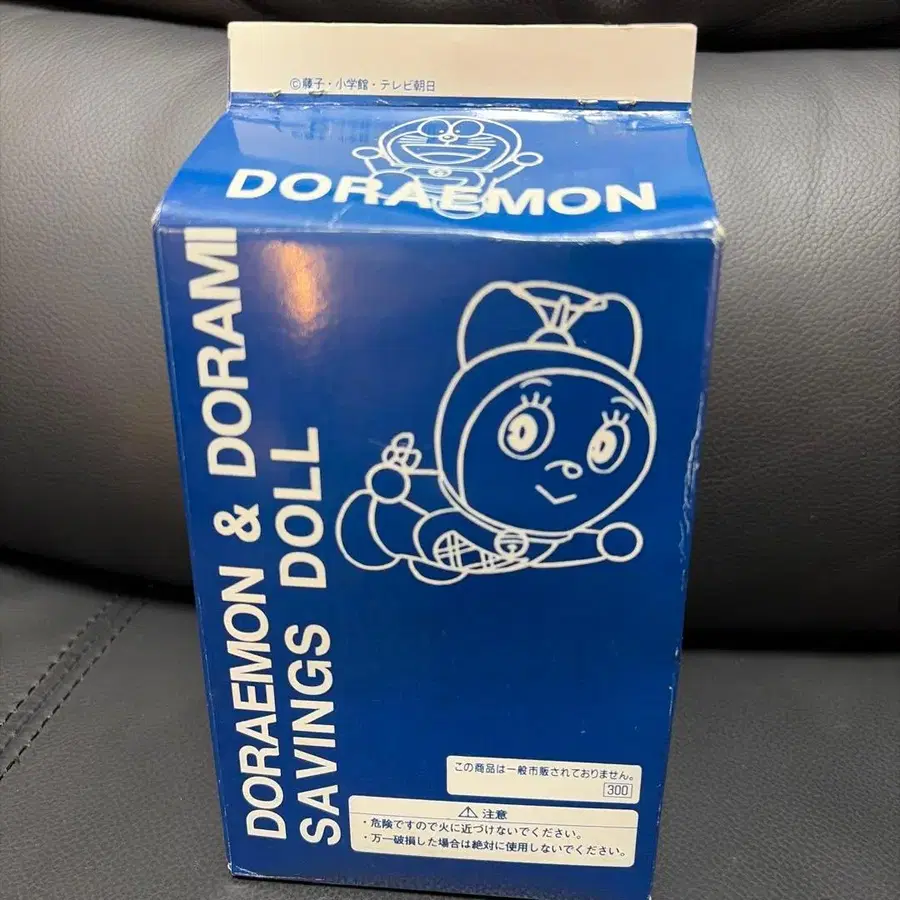 ©藤子・小学館・テレビ朝日
DORAEMON
DORAEMON & DORAMI
SAVINGS DOLL
この商品は一般市販されておりません。
300
⚠ 注意
・危険ですので火に近づけないでください。
・万一破損した場合は絶対に使用しないでください。